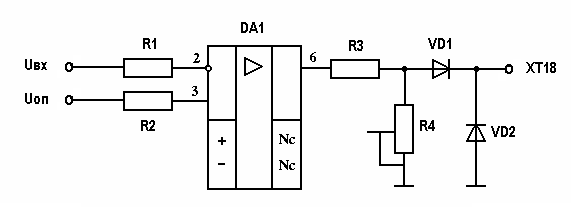 DA1
R1
R3
VD1
Uвх
2
6
XT18
Uоп
3
R2
R4
VD2
+
Nc
−
Nc